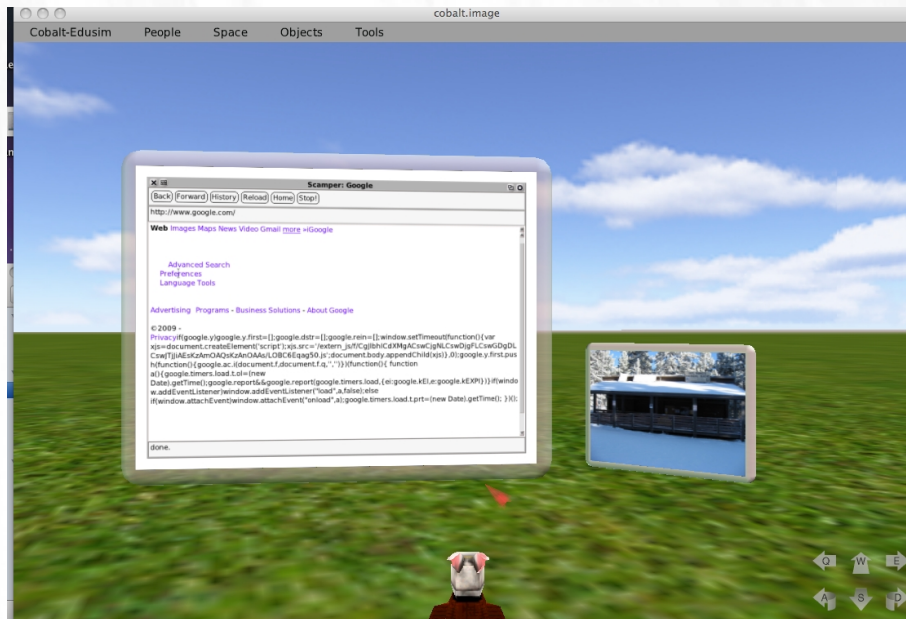 cobalt.image
Cobalt-Edusim People Space Objects Tools
Scamper: Google
Back Forward History Reload Home Stop!
http://www.google.com/
Web Images Maps News Video Gmail more »iGoogle
Advanced Search
Preferences
Language Tools
Advertising Programs - Business Solutions - About Google
©2009 -
Privacyif(google.y)google.y.first=[];google.dstr=[];google.rein=[];window.setTimeout(function(){var
xjs=document.createElement('script');xjs.src=
document.body.appendChild(xjs)},0);google.y.first.pus
h(function(){google.ac.i(document.f,document.f.q,'','')})(function(){ function
a(){google.timers.load.t.ol=(new
Date).getTime();google.report&&google.report(google.timers.load,{ei:google.kEI,e:google.kEXPI})}if(windo
w.addEventListener)window.addEventListener("load",a,false);else
if(window.attachEvent)window.attachEvent("onload",a);google.timers.load.t.prt=(new Date).getTime(); })();
done.
Q W E
A S D